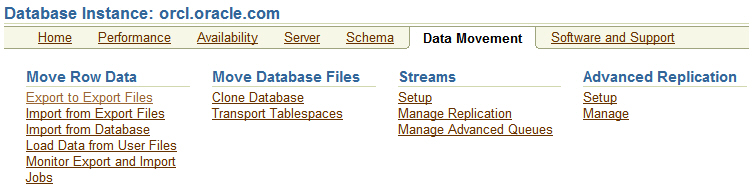 Database Instance: orcl.oracle.com
Home Performance Availability Server Schema Data Movement Software and Support
Move Row Data
Export to Export Files
Import from Export Files
Import from Database
Load Data from User Files
Monitor Export and Import
Jobs
Move Database Files
Clone Database
Transport Tablespaces
Streams
Setup
Manage Replication
Manage Advanced Queues
Advanced Replication
Setup
Manage